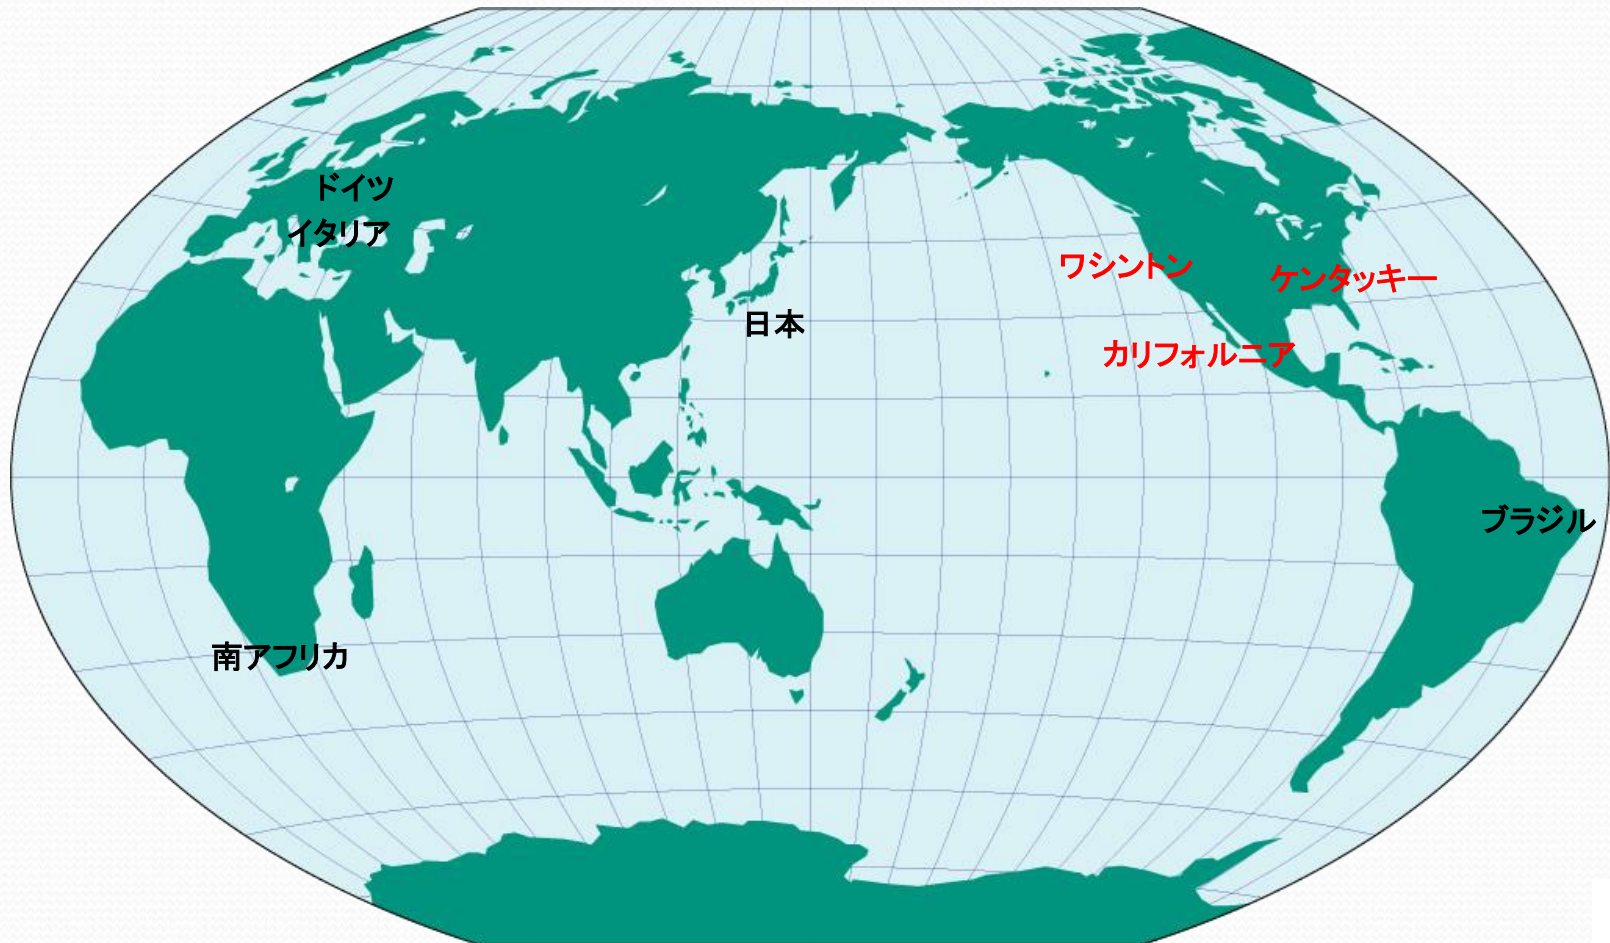 ドイツ
イタリア
ワシントン
ケンタッキー
日本
カリフォルニア
ブラジル
南アフリカ